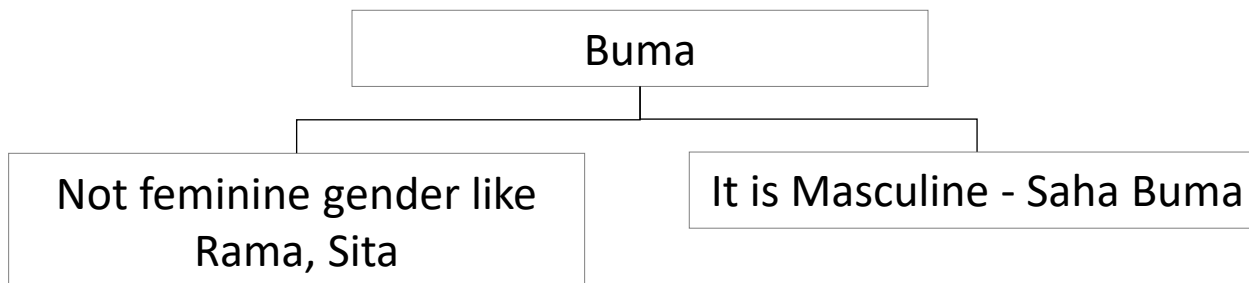 Buma
Not feminine gender like
Rama, Sita
It is Masculine - Saha Buma